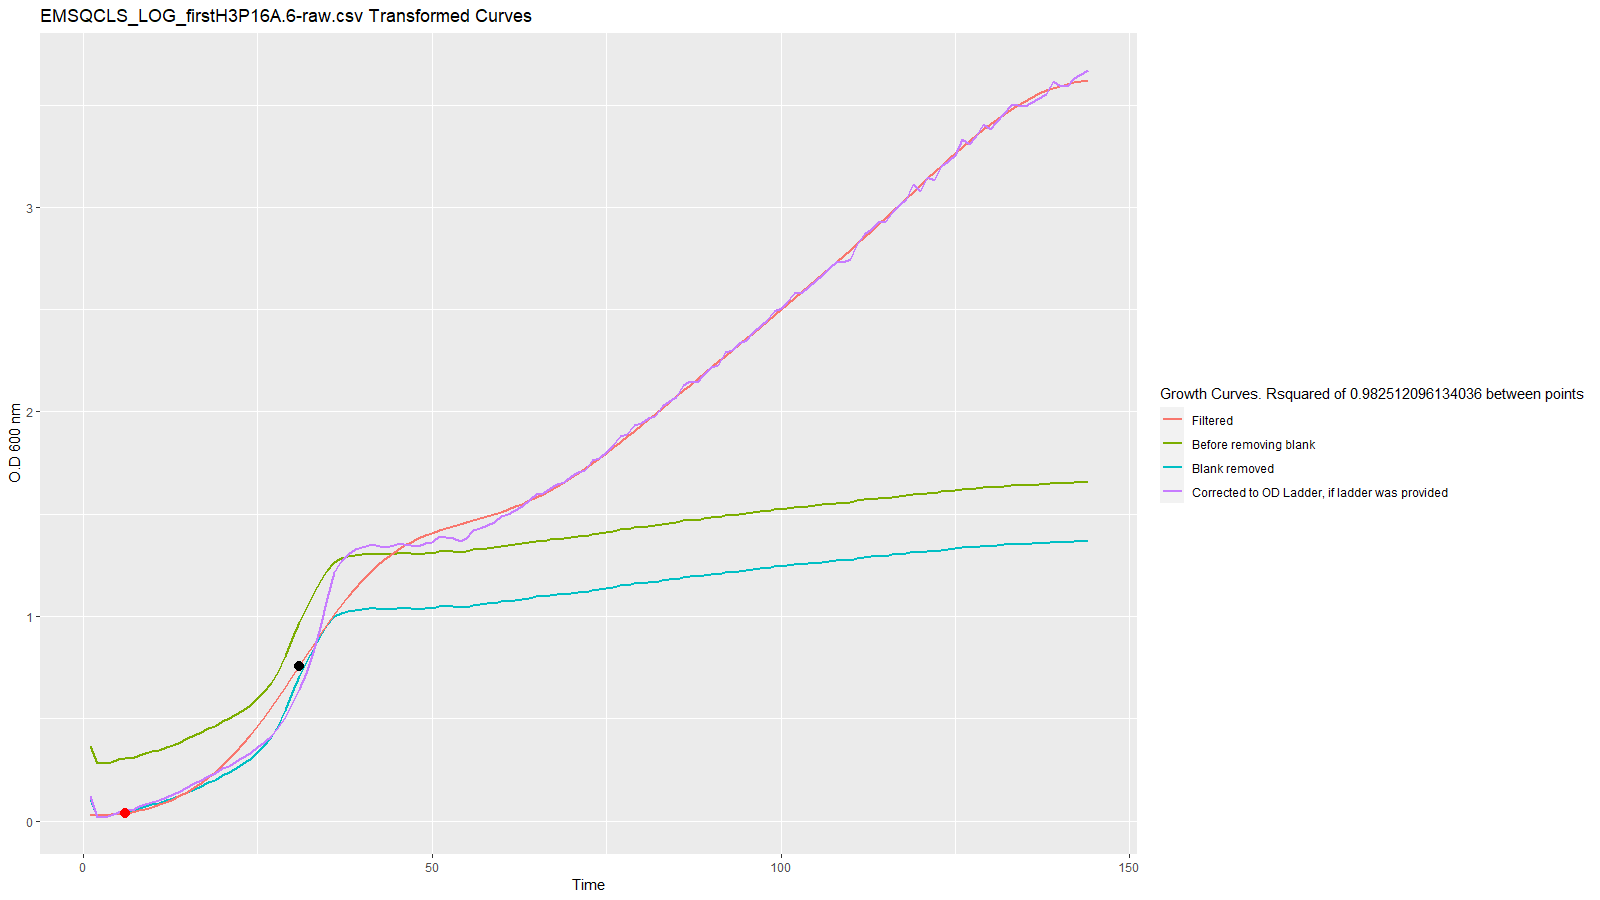 EMSQCLS_LOG_firstH3P16A.6-raw.csv Transformed Curves
O.D 600 nm
3
2
1
0
0
50
100
150
Time
Growth Curves. Rsquared of 0.982512096134036 between points
Filtered
Before removing blank
Blank removed
Corrected to OD Ladder, if ladder was provided